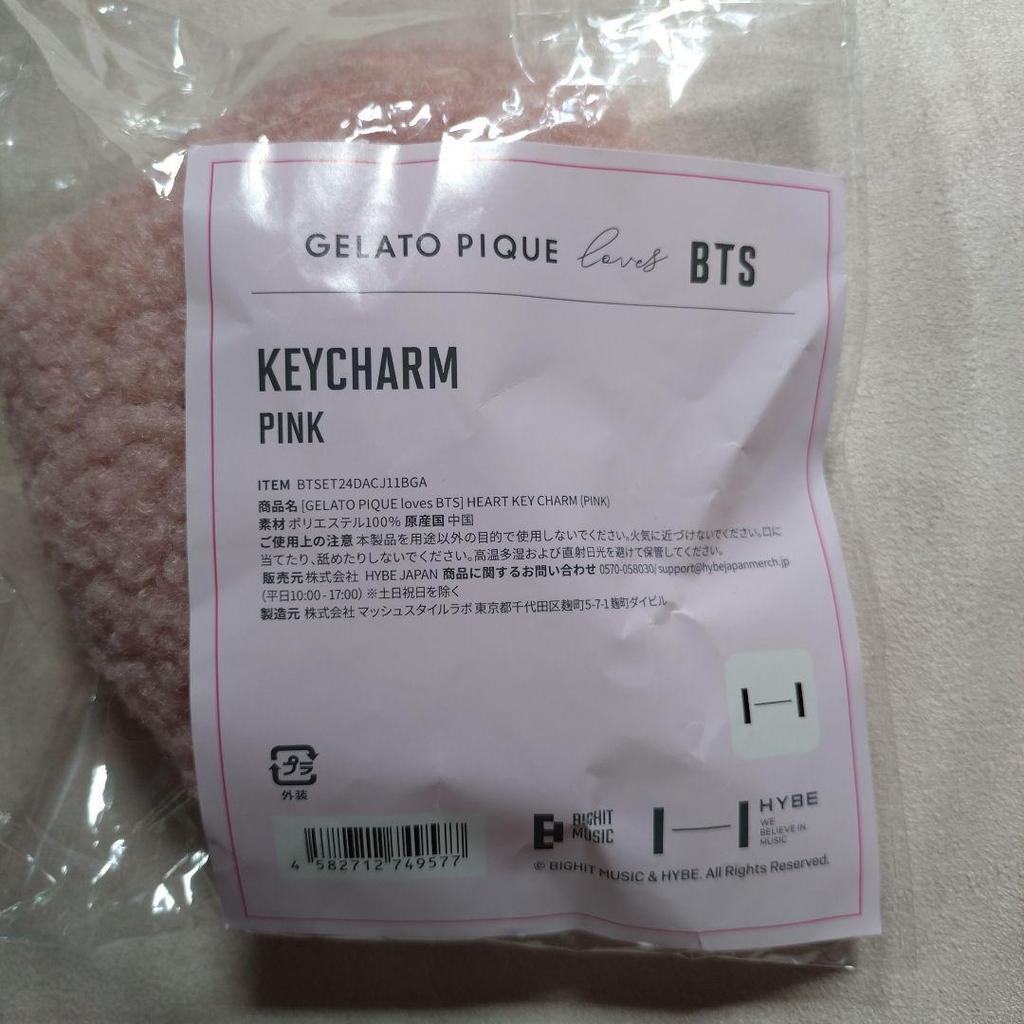 GELATO PIQUE loves BTS
KEYCHARM
PINK
ITEM BTSET24DACJ11BGA
商品名 [GELATO PIQUE loves BTS] HEART KEY CHARM (PINK)
素材 ポリエステル100% 原産国 中国
ご使用上の注意 本製品を用途以外の目的で使用しないでください。火気に近づけないでください。口に
当てたり、舐めたりしないでください。高温多湿および直射日光を避けて保管してください。
販売元 株式会社 HYBE JAPAN 商品に関するお問い合わせ 0570-058030/ support@hybejapanmerch.jp
(平日10:00 - 17:00) ※土日祝日を除く
製造元 株式会社 マッシュスタイルラボ 東京都千代田区麹町5-7-1 麹町ダイビル
プラ
外装
4 582712 749577
BIGHIT
MUSIC
HYBE
WE
BELIEVE IN
MUSIC
© BIGHIT MUSIC & HYBE. All Rights Reserved.